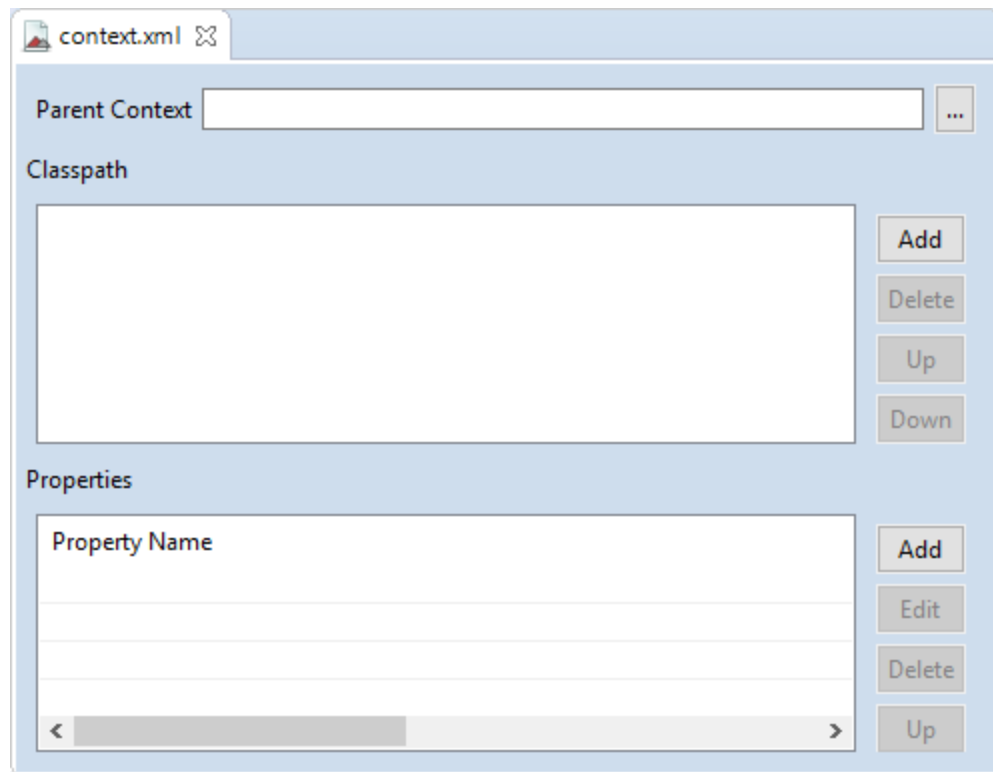 context.xml
Parent Context ...
Classpath
Add
Delete
Up
Down
Properties
Property Name
Add
Edit
Delete
Up